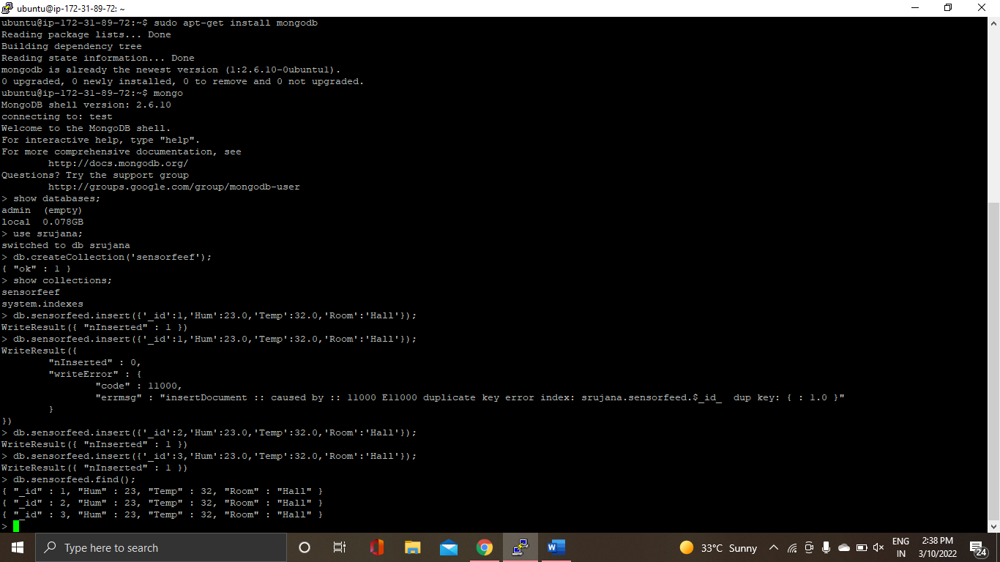 ubuntu@ip-172-31-89-72: ~
ubuntu@ip-172-31-89-72:~$ sudo apt-get install mongodb
Reading package lists... Done
Building dependency tree
Reading state information... Done
mongodb is already the newest version (1:2.6.10-0ubuntu1).
0 upgraded, 0 newly installed, 0 to remove and 0 not upgraded.
ubuntu@ip-172-31-89-72:~$ mongo
MongoDB shell version: 2.6.10
connecting to: test
Welcome to the MongoDB shell.
For interactive help, type "help".
For more comprehensive documentation, see
        http://docs.mongodb.org/
Questions? Try the support group
        http://groups.google.com/group/mongodb-user
> show databases;
admin  (empty)
local  0.078GB
> use srujana;
switched to db srujana
> db.createCollection('sensorfeef');
{ "ok" : 1 }
> show collections;
sensorfeef
system.indexes
> db.sensorfeed.insert({'_id':1,'Hum':23.0,'Temp':32.0,'Room':'Hall'});
WriteResult({ "nInserted" : 1 })
> db.sensorfeed.insert({'_id':1,'Hum':23.0,'Temp':32.0,'Room':'Hall'});
WriteResult({
        "nInserted" : 0,
        "writeError" : {
                "code" : 11000,
                "errmsg" : "insertDocument :: caused by :: 11000 E11000 duplicate key error index: srujana.sensorfeed.$_id_  dup key: { : 1.0 }"
        }
})
> db.sensorfeed.insert({'_id':2,'Hum':23.0,'Temp':32.0,'Room':'Hall'});
WriteResult({ "nInserted" : 1 })
> db.sensorfeed.insert({'_id':3,'Hum':23.0,'Temp':32.0,'Room':'Hall'});
WriteResult({ "nInserted" : 1 })
> db.sensorfeed.find();
{ "_id" : 1, "Hum" : 23, "Temp" : 32, "Room" : "Hall" }
{ "_id" : 2, "Hum" : 23, "Temp" : 32, "Room" : "Hall" }
{ "_id" : 3, "Hum" : 23, "Temp" : 32, "Room" : "Hall" }
>
Type here to search
33°C Sunny
ENG
IN
2:38 PM
3/10/2022
24